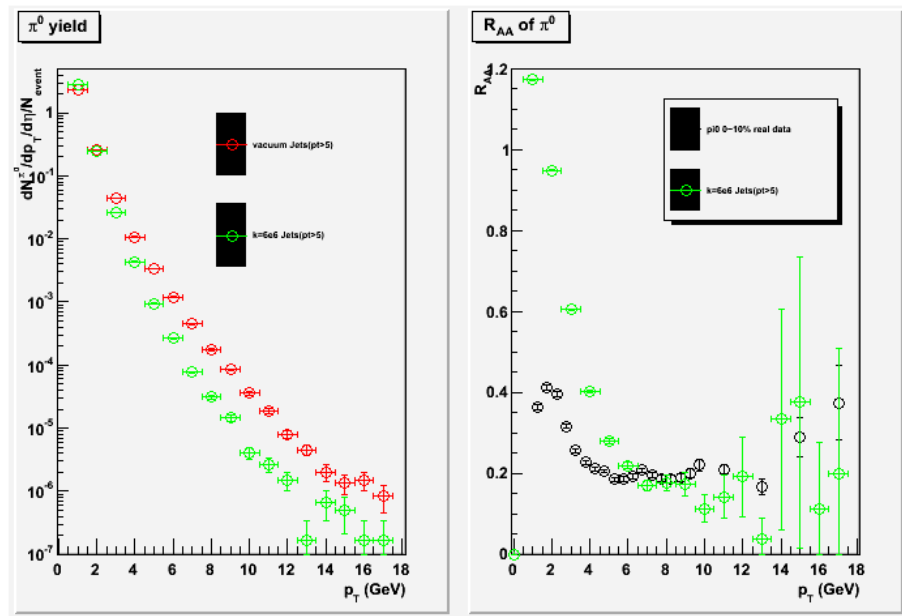 π⁰ yield
dN_π⁰/dp_T/dη/N_event
1
10⁻¹
10⁻²
10⁻³
10⁻⁴
10⁻⁵
10⁻⁶
10⁻⁷
vacuum Jets(pt>5)
k=6e6 Jets(pt>5)
0 2 4 6 8 10 12 14 16 18
p_T (GeV)
R_AA of π⁰
R_AA
1.2
1
0.8
0.6
0.4
0.2
0
pi0 0~10% real data
k=6e6 Jets(pt>5)
0 2 4 6 8 10 12 14 16 18
p_T (GeV)